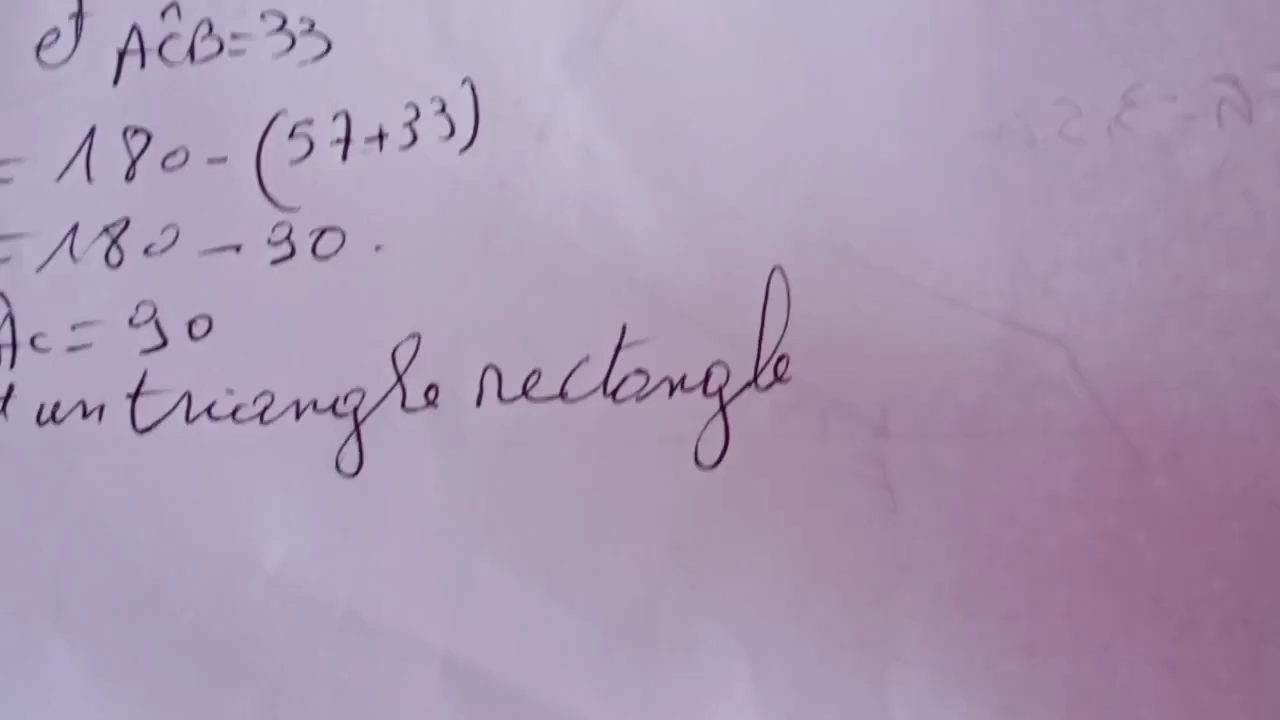 et AĈB=33
= 180-(57+33)
=180-90.
Ac=90
un triangle rectangle